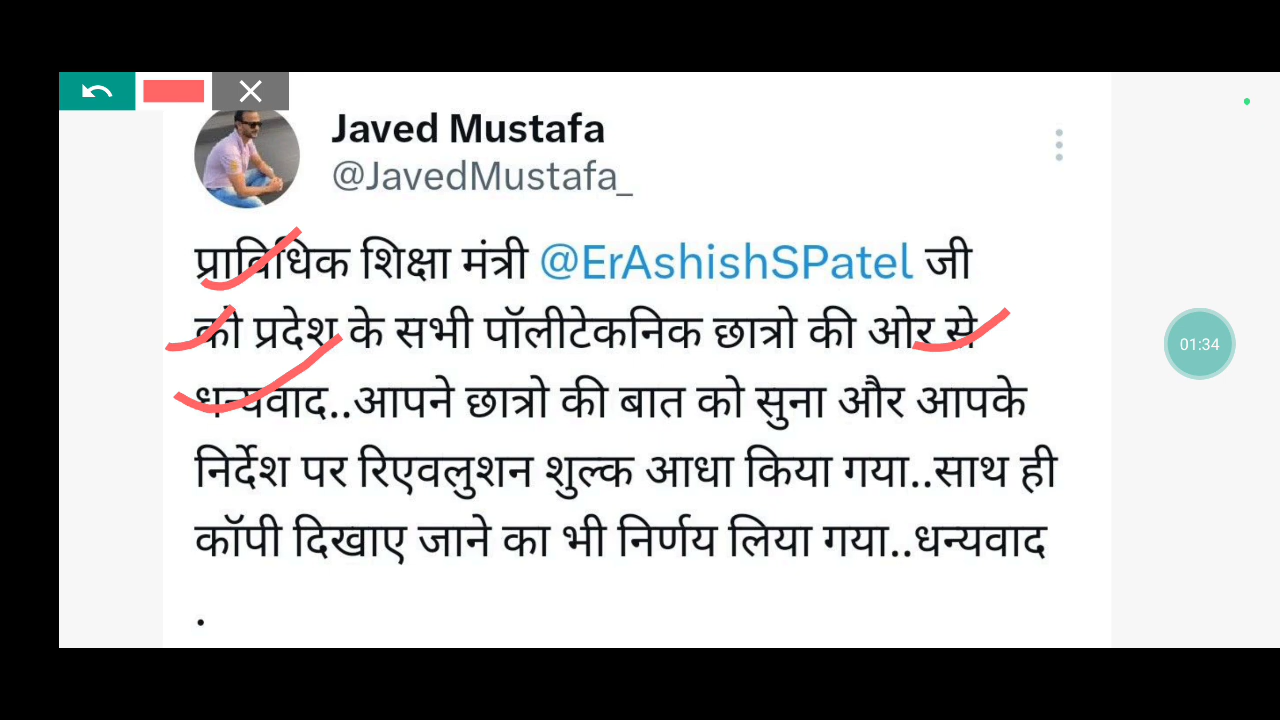 Javed Mustafa
@JavedMustafa_
प्राविधिक शिक्षा मंत्री @ErAshishSPatel जी
को प्रदेश के सभी पॉलीटेकनिक छात्रो की ओर से
धन्यवाद..आपने छात्रो की बात को सुना और आपके
निर्देश पर रिएवलुशन शुल्क आधा किया गया..साथ ही
कॉपी दिखाए जाने का भी निर्णय लिया गया..धन्यवाद
.
01:34